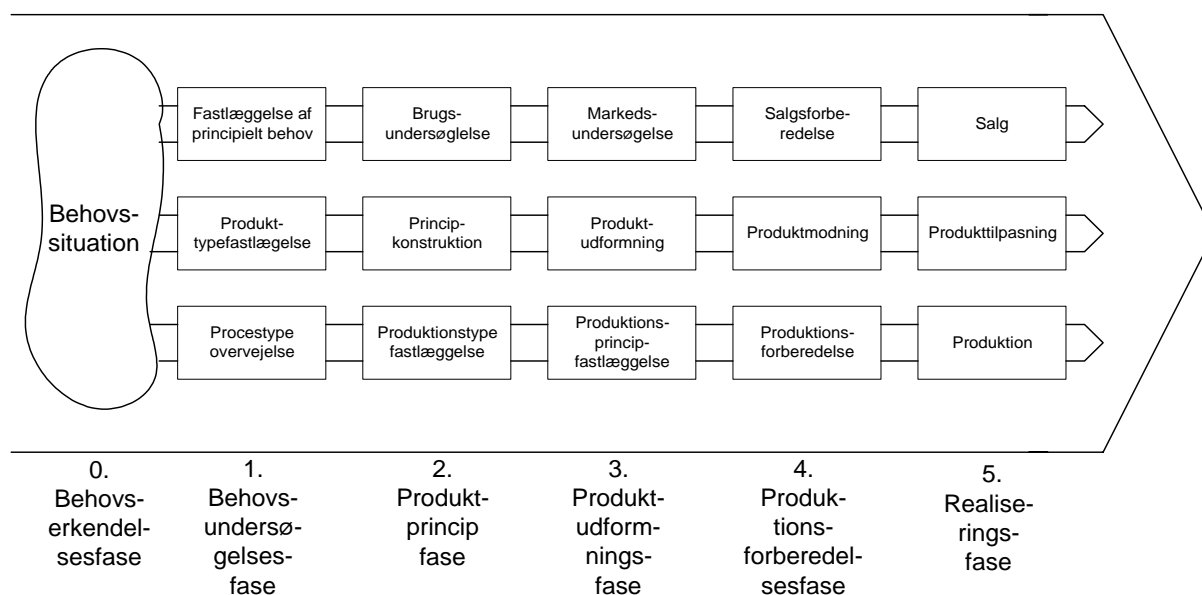 Behovs-
situation
Fastlæggelse af
principielt behov
Brugs-
undersøglelse
Markeds-
undersøgelse
Salgsforbe-
redelse
Salg
Produkt-
typefastlægelse
Princip-
konstruktion
Produkt-
udformning
Produktmodning
Produkttilpasning
Procestype
overvejelse
Produktionstype
fastlæggelse
Produktions-
princip-
fastlæggelse
Produktions-
forberedelse
Produktion
0.
Behovs-
erkendel-
sesfase
1.
Behovs-
undersø-
gelses-
fase
2.
Produkt-
princip
fase
3.
Produkt-
udform-
nings-
fase
4.
Produk-
tions-
forberedel-
sesfase
5.
Realise-
rings-
fase